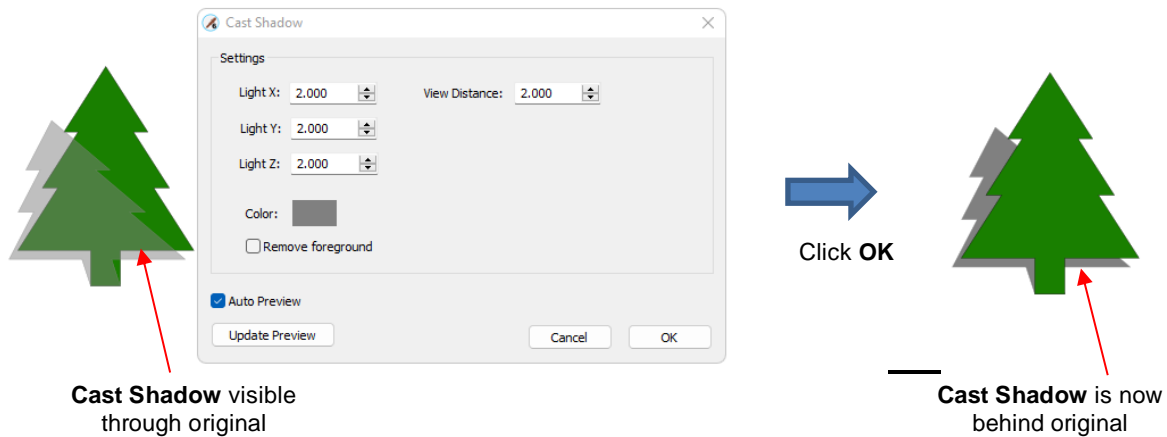 Cast Shadow
Settings
Light X: 2.000 View Distance: 2.000
Light Y: 2.000
Light Z: 2.000
Color:
Remove foreground
Auto Preview
Update Preview Cancel OK
Click OK
Cast Shadow visible
through original
Cast Shadow is now
behind original